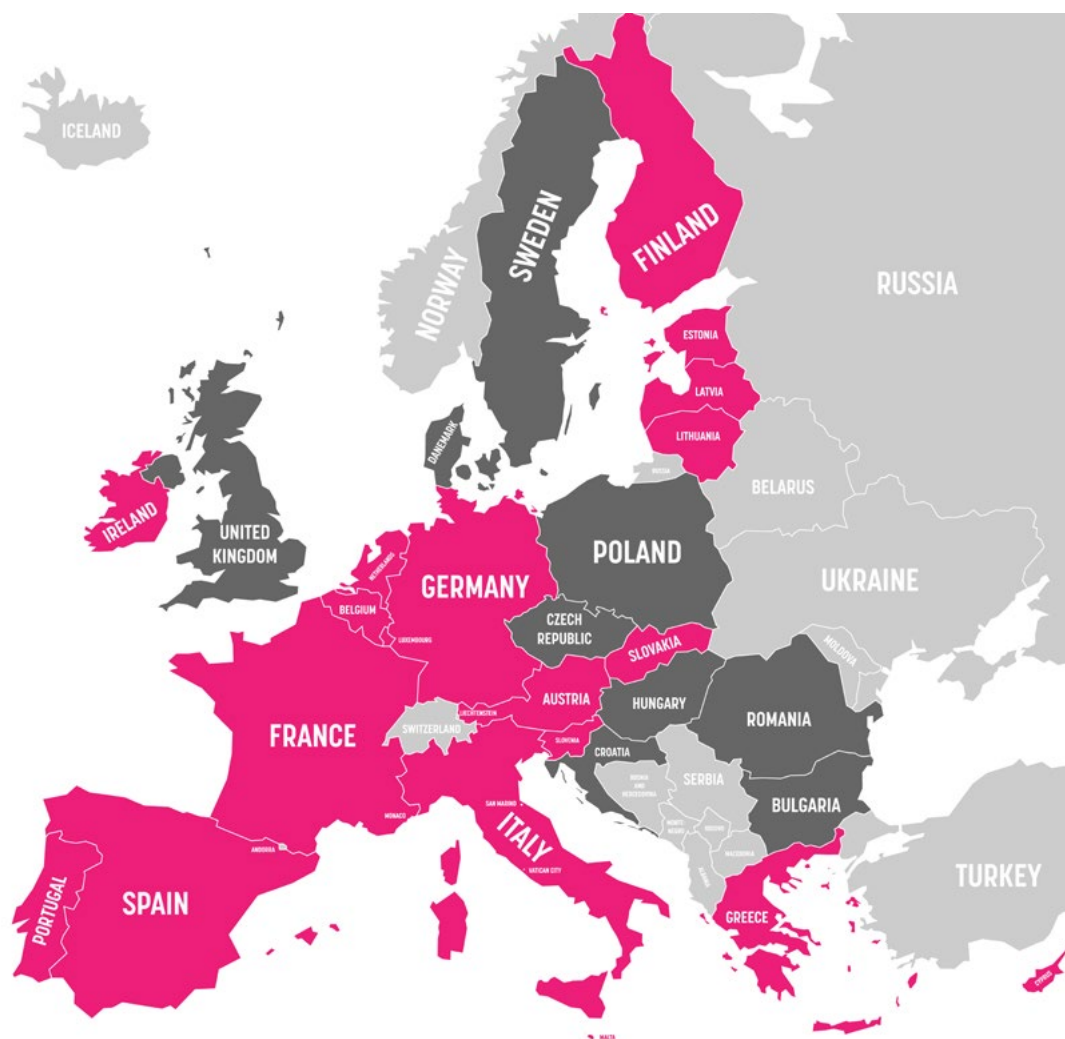 ICELAND
SWEDEN
FINLAND
NORWAY
RUSSIA
ESTONIA
LATVIA
LITHUANIA
DANEMARK
RUSSIA
BELARUS
IRELAND
UNITED
KINGDOM
POLAND
NETHERLANDS
GERMANY
UKRAINE
BELGIUM
CZECH
REPUBLIC
LUXEMBOURG
SLOVAKIA
MOLDOVA
AUSTRIA
HUNGARY
LIECHTENSTEIN
ROMANIA
SWITZERLAND
FRANCE
SLOVENIA
CROATIA
SERBIA
BOSNIA
AND
HERZEGOVINA
BULGARIA
SAN MARINO
MONACO
MONTE
NEGRO
KOSOVO
ITALY
ANDORRA
MACEDONIA
VATICAN CITY
ALBANIA
TURKEY
SPAIN
PORTUGAL
GREECE
CYPRUS
MALTA